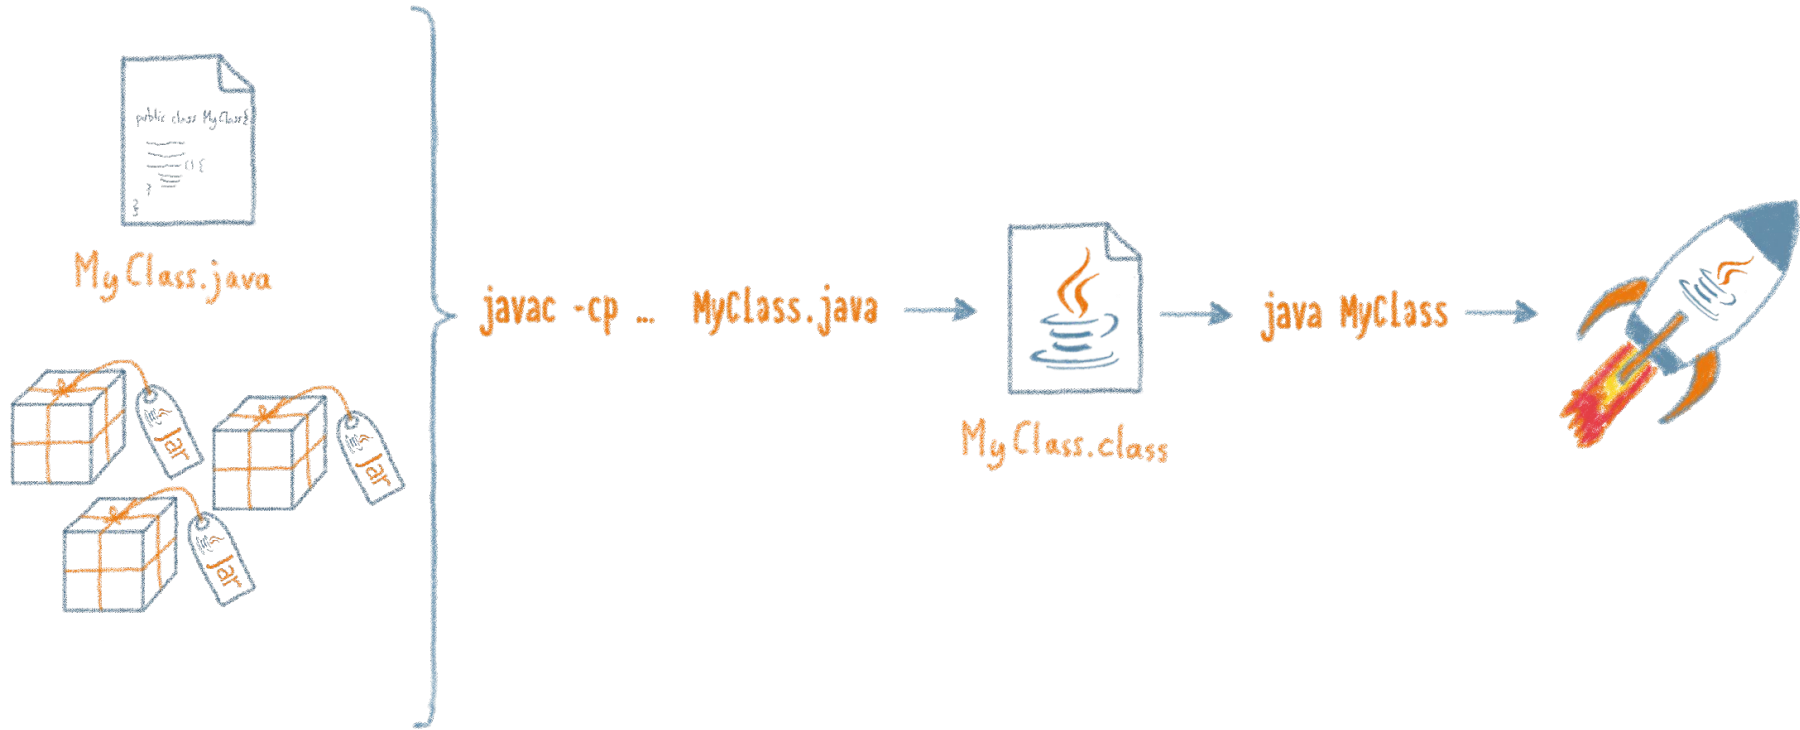 public class MyClass{
() {
}
}
MyClass.java
Jar
Jar
Jar
javac -cp ... MyClass.java
MyClass.class
java MyClass